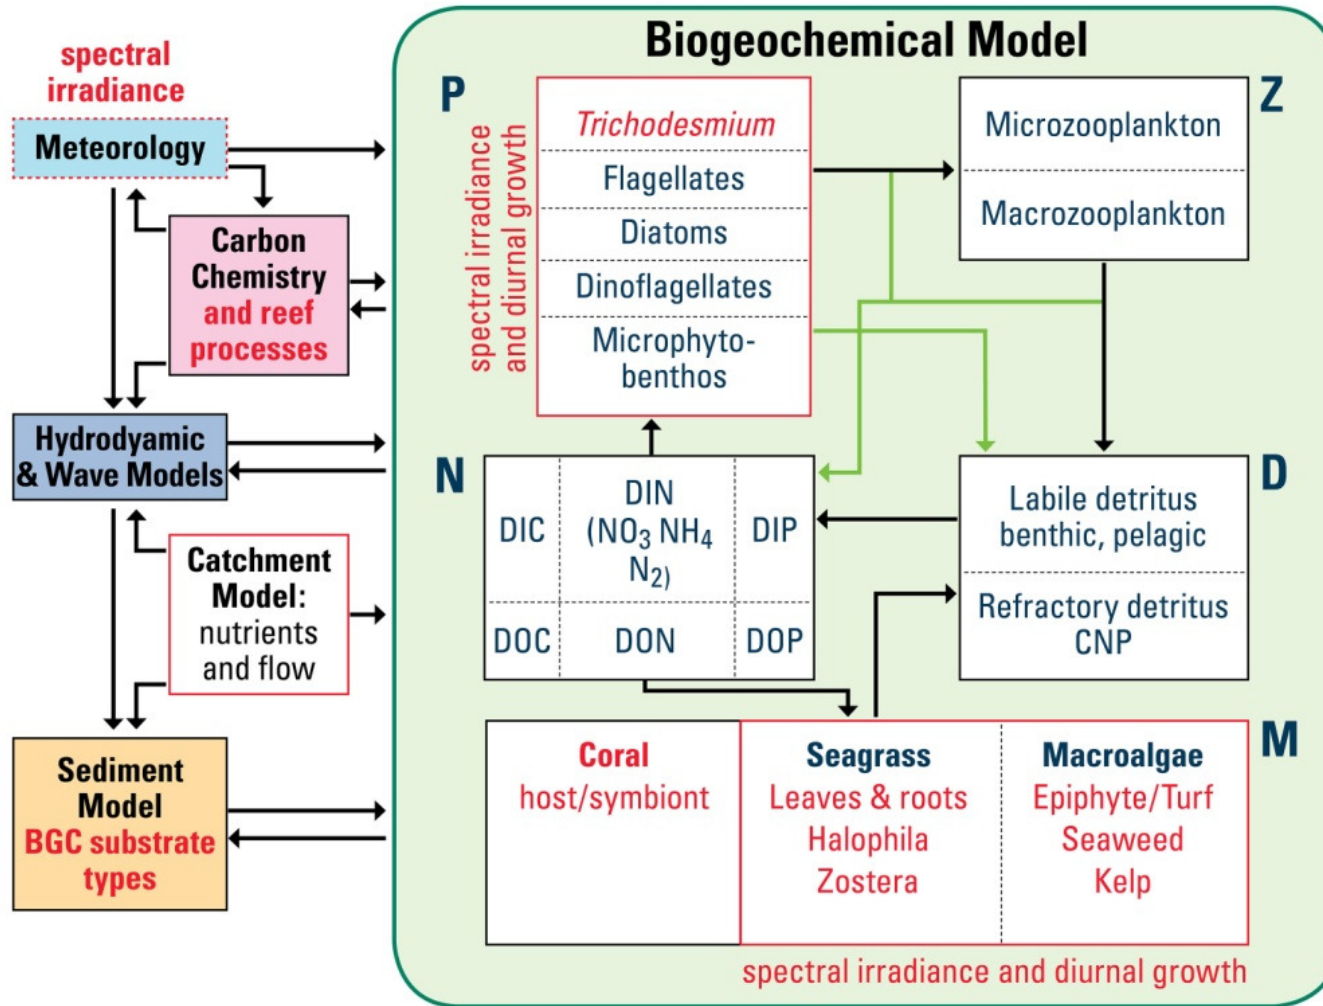 Biogeochemical Model
spectral
irradiance
Meteorology
Carbon
Chemistry
and reef
processes
Hydrodyamic
& Wave Models
Catchment
Model:
nutrients
and flow
Sediment
Model
BGC substrate
types
P
spectral irradiance
and diurnal growth
Trichodesmium
Flagellates
Diatoms
Dinoflagellates
Microphyto-
benthos
Z
Microzooplankton
Macrozooplankton
N
DIC
DIN
(NO3 NH4
N2)
DIP
DOC
DON
DOP
D
Labile detritus
benthic, pelagic
Refractory detritus
CNP
M
Coral
host/symbiont
Seagrass
Leaves & roots
Halophila
Zostera
Macroalgae
Epiphyte/Turf
Seaweed
Kelp
spectral irradiance and diurnal growth